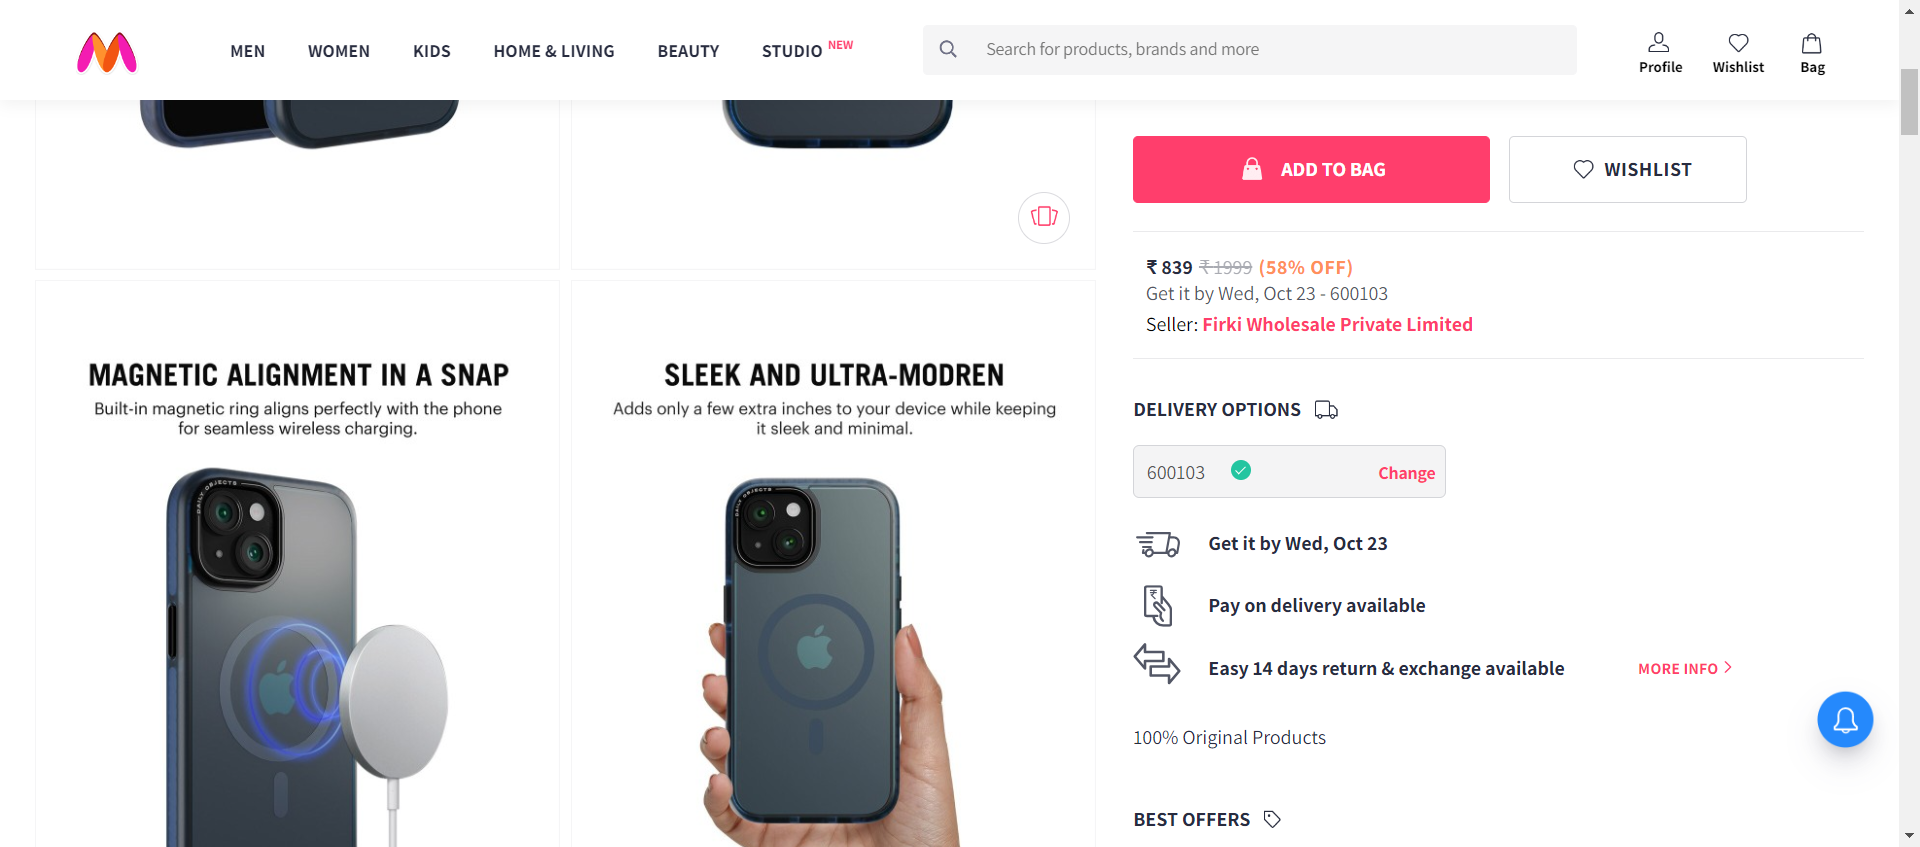 MEN WOMEN KIDS HOME & LIVING BEAUTY STUDIO NEW
Search for products, brands and more
Profile Wishlist Bag
ADD TO BAG
WISHLIST
₹ 839 ₹ 1999 (58% OFF)
Get it by Wed, Oct 23 - 600103
Seller: Firki Wholesale Private Limited
MAGNETIC ALIGNMENT IN A SNAP
Built-in magnetic ring aligns perfectly with the phone
for seamless wireless charging.
DAILY OBJECTS
SLEEK AND ULTRA-MODREN
Adds only a few extra inches to your device while keeping
it sleek and minimal.
DAILY OBJECTS
DELIVERY OPTIONS
600103 Change
Get it by Wed, Oct 23
Pay on delivery available
Easy 14 days return & exchange available MORE INFO
100% Original Products
BEST OFFERS